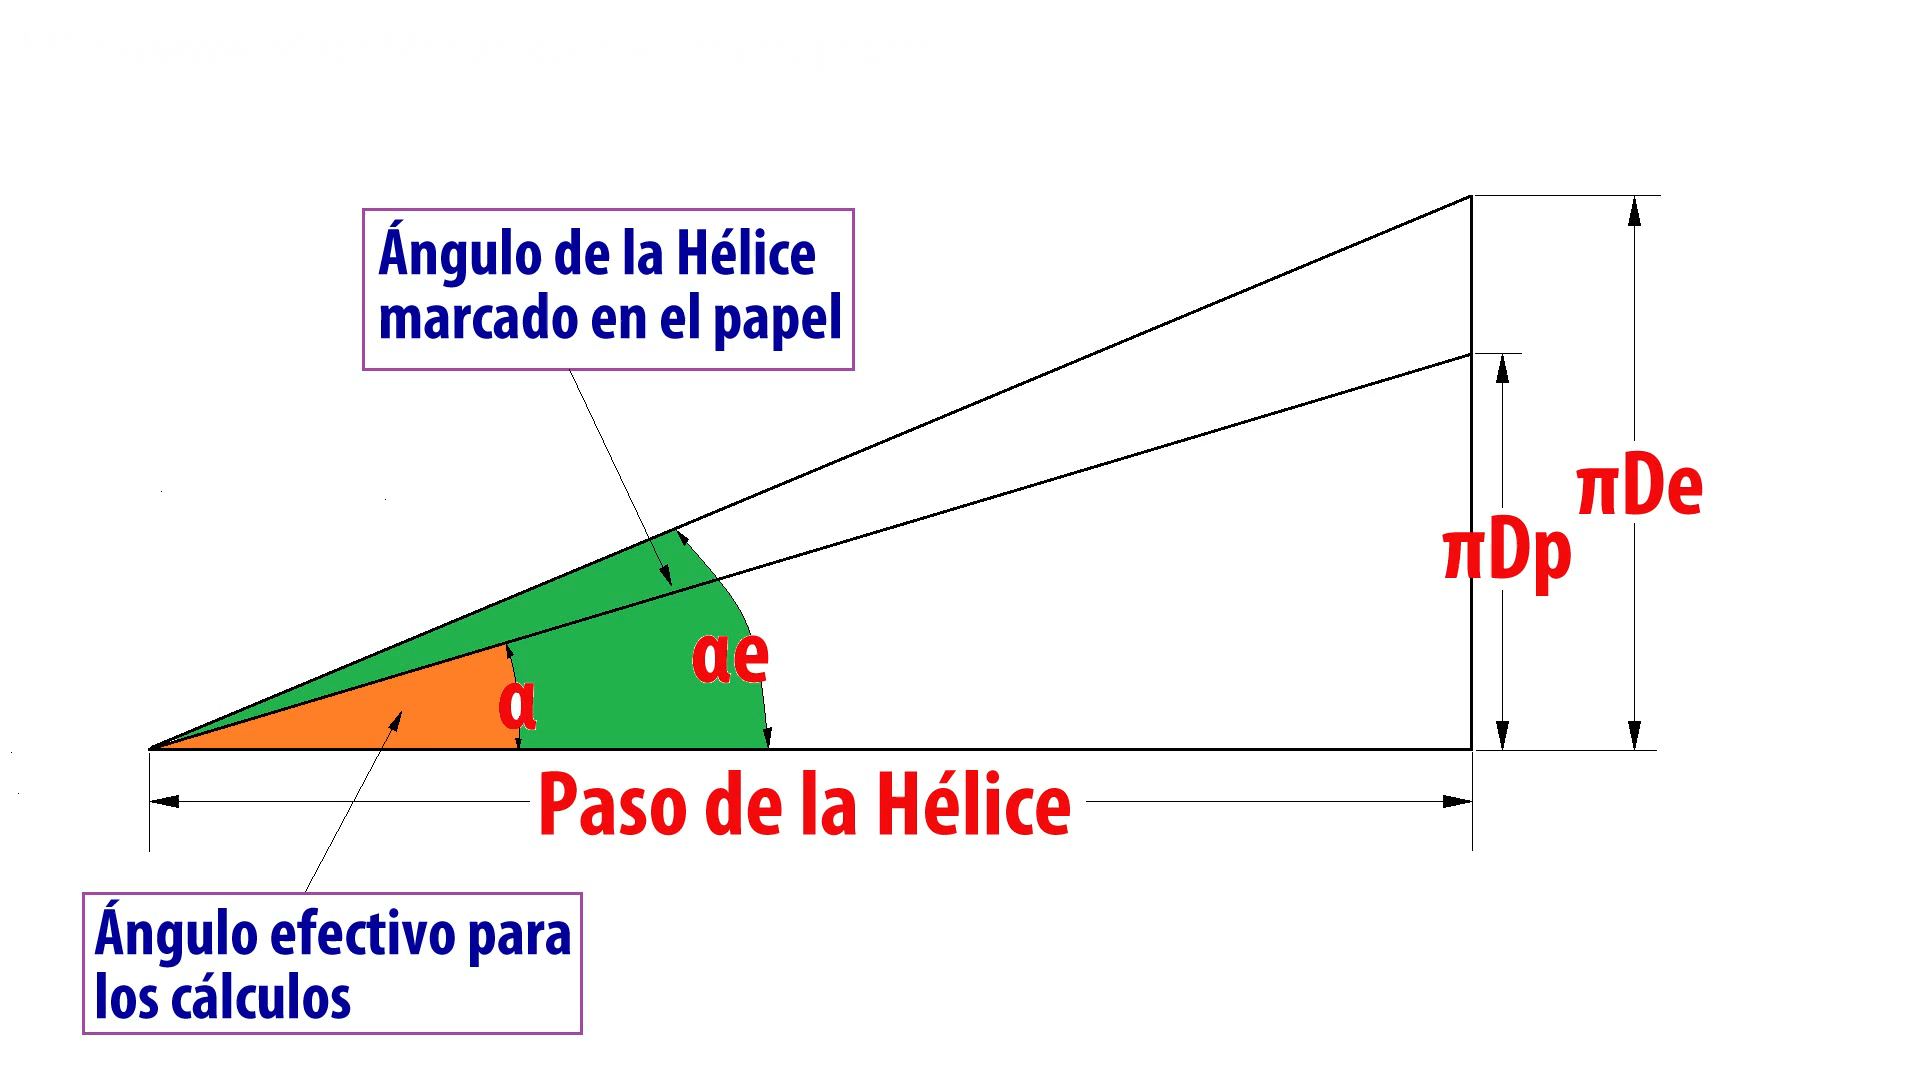 Ángulo de la Hélice
marcado en el papel
πDe
πDp
αe
α
Paso de la Hélice
Ángulo efectivo para
los cálculos